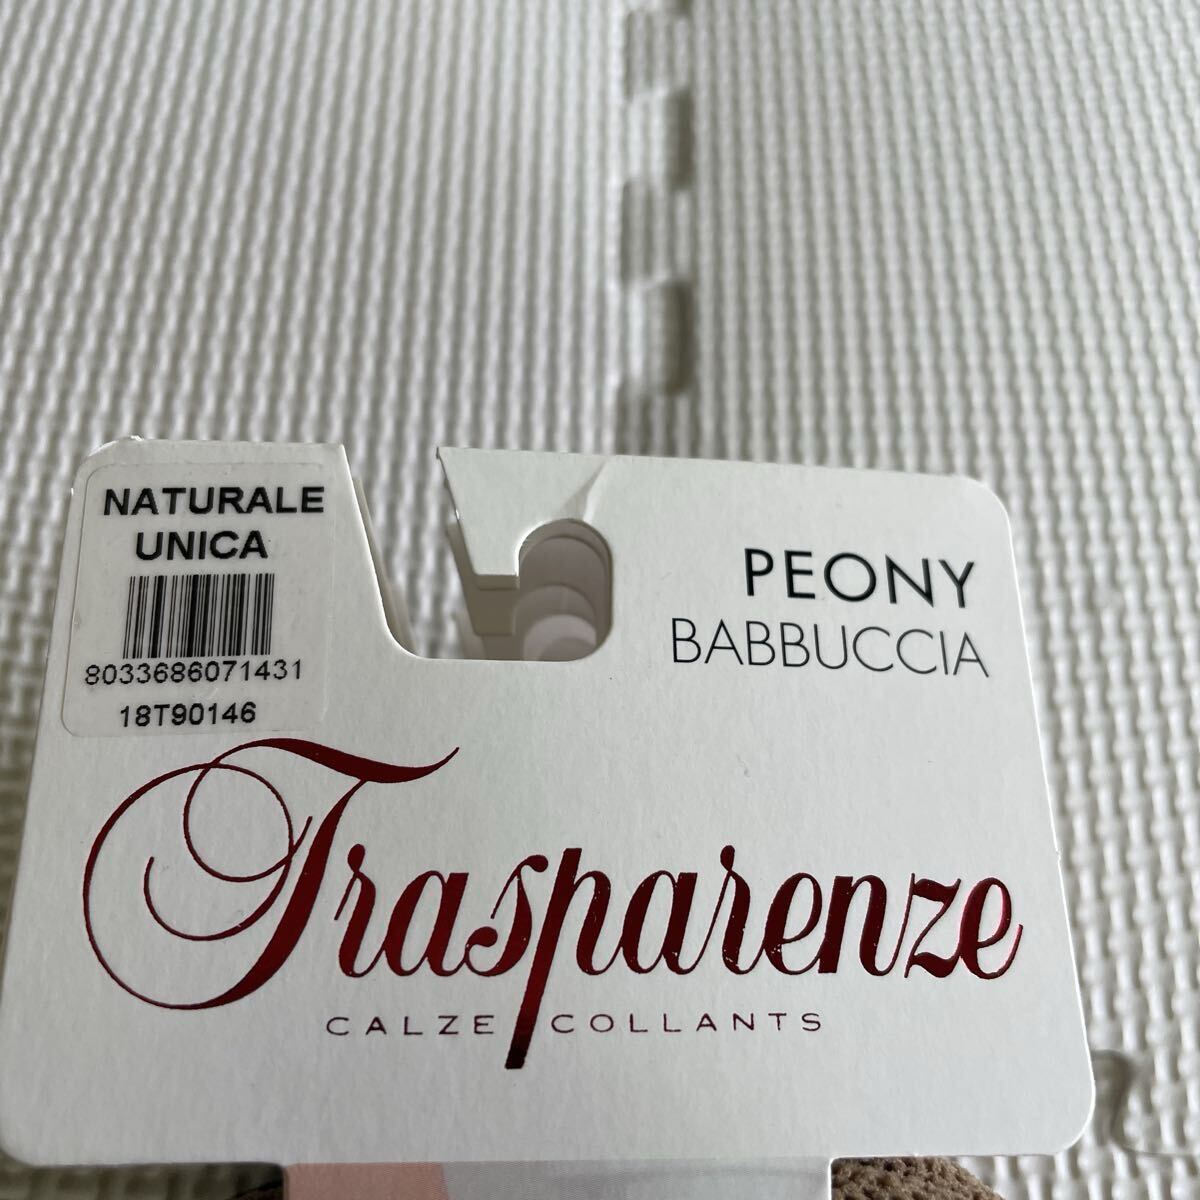 NATURALE
UNICA
8033686071431
18T90146
PEONY
BABBUCCIA
Trasparenze
CALZE COLLANTS